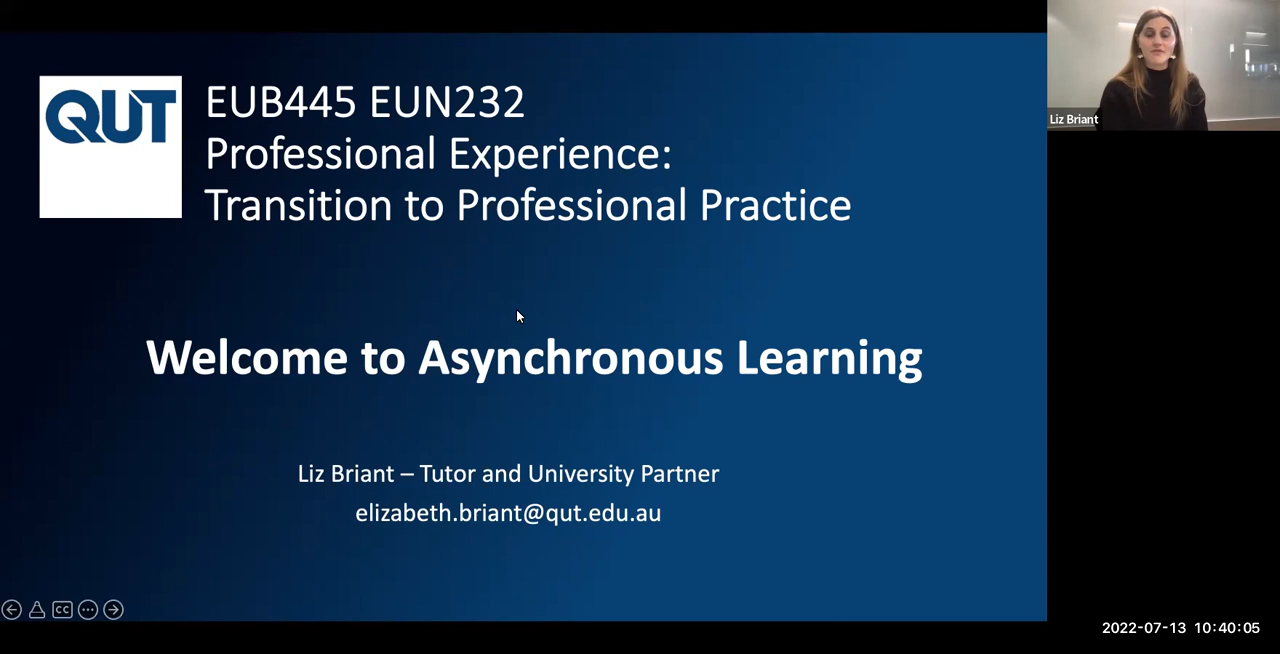 QUT
EUB445 EUN232
Professional Experience:
Transition to Professional Practice
Welcome to Asynchronous Learning
Liz Briant – Tutor and University Partner
elizabeth.briant@qut.edu.au
CC
Liz Briant
2022-07-13 10:40:05